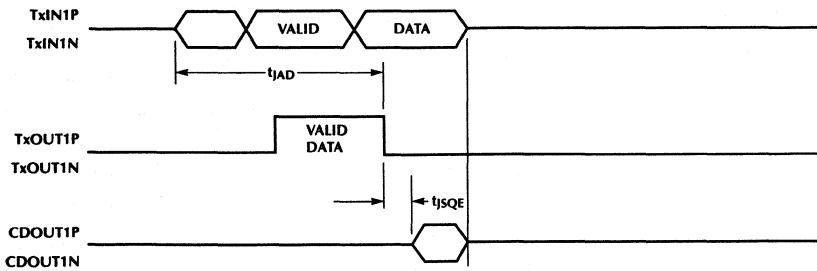 TxIN1P
TxIN1N
VALID
DATA
tJAD
TxOUT1P
TxOUT1N
VALID
DATA
tJSQE
CDOUT1P
CDOUT1N